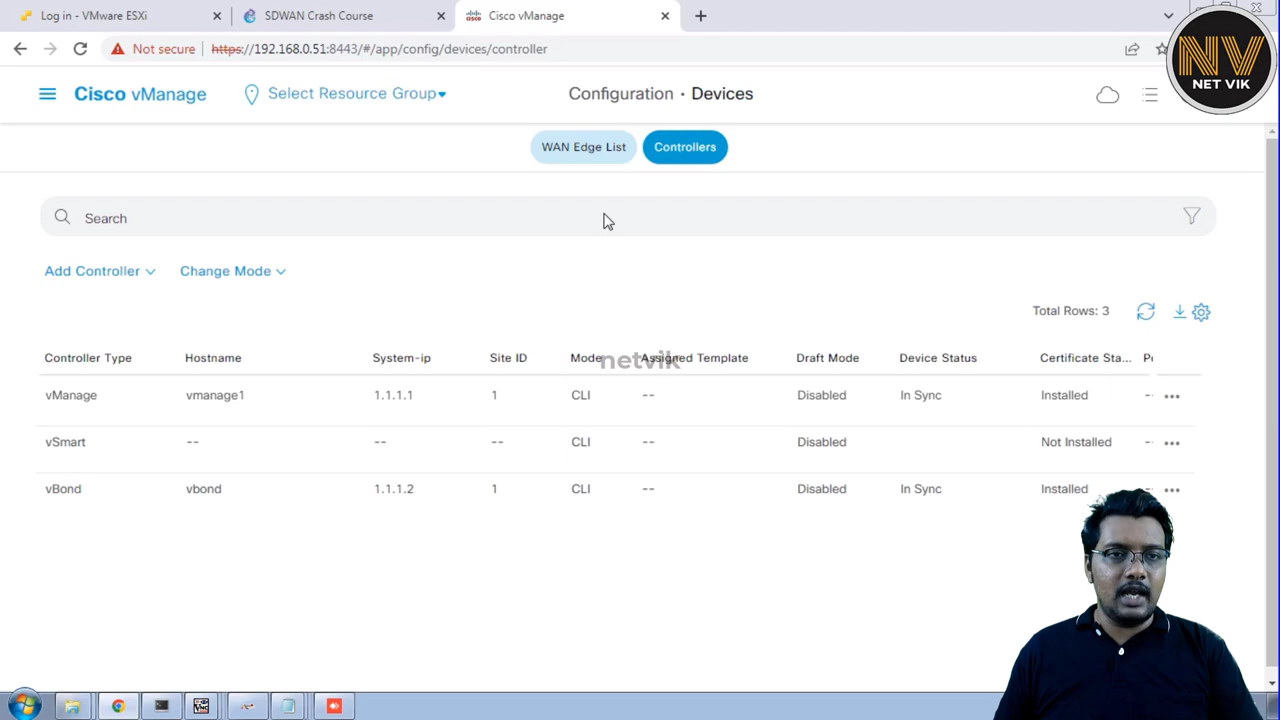 Log in - VMware ESXi
SDWAN Crash Course
Cisco vManage
Not secure https://192.168.0.51:8443/#/app/config/devices/controller
NV
NET VIK
Cisco vManage Select Resource Group Configuration · Devices
WAN Edge List Controllers
Search
Add Controller Change Mode
Total Rows: 3
Controller Type Hostname System-ip Site ID Mode Assigned Template Draft Mode Device Status Certificate Sta...
netvik
vManage vmanage1 1.1.1.1 1 CLI -- Disabled In Sync Installed --
vSmart -- -- -- CLI -- Disabled Not Installed --
vBond vbond 1.1.1.2 1 CLI -- Disabled In Sync Installed --